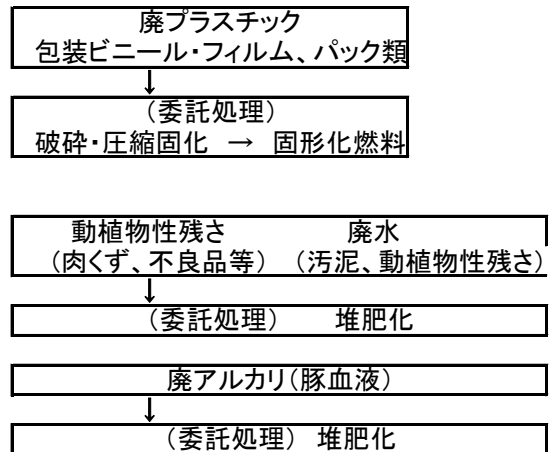 廃プラスチック
包装ビニール・フィルム、パック類
↓
（委託処理）
破砕・圧縮固化 → 固形化燃料
動植物性残さ 廃水
（肉くず、不良品等） （汚泥、動植物性残さ）
↓
（委託処理） 堆肥化
廃アルカリ（豚血液）
↓
（委託処理） 堆肥化